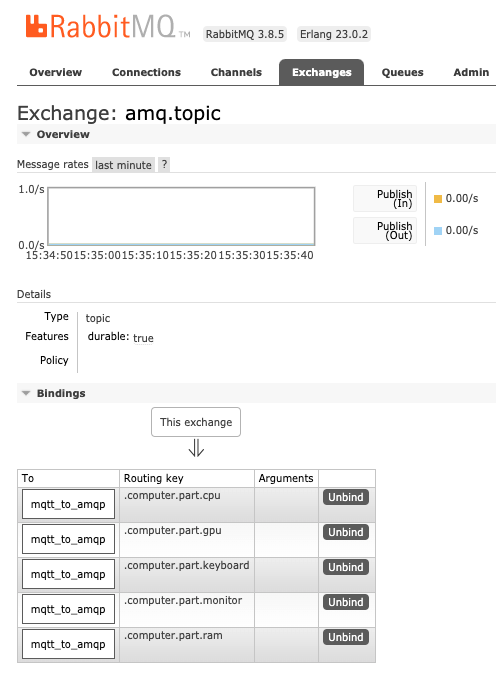 RabbitMQ TM RabbitMQ 3.8.5 Erlang 23.0.2
Overview Connections Channels Exchanges Queues Admin
Exchange: amq.topic
Overview
Message rates last minute ?
1.0/s
0.0/s
15:34:50 15:35:00 15:35:10 15:35:20 15:35:30 15:35:40
Publish
(In)
0.00/s
Publish
(Out)
0.00/s
Details
Type topic
Features durable: true
Policy
Bindings
This exchange
⇓
To Routing key Arguments
mqtt_to_amqp .computer.part.cpu Unbind
mqtt_to_amqp .computer.part.gpu Unbind
mqtt_to_amqp .computer.part.keyboard Unbind
mqtt_to_amqp .computer.part.monitor Unbind
mqtt_to_amqp .computer.part.ram Unbind